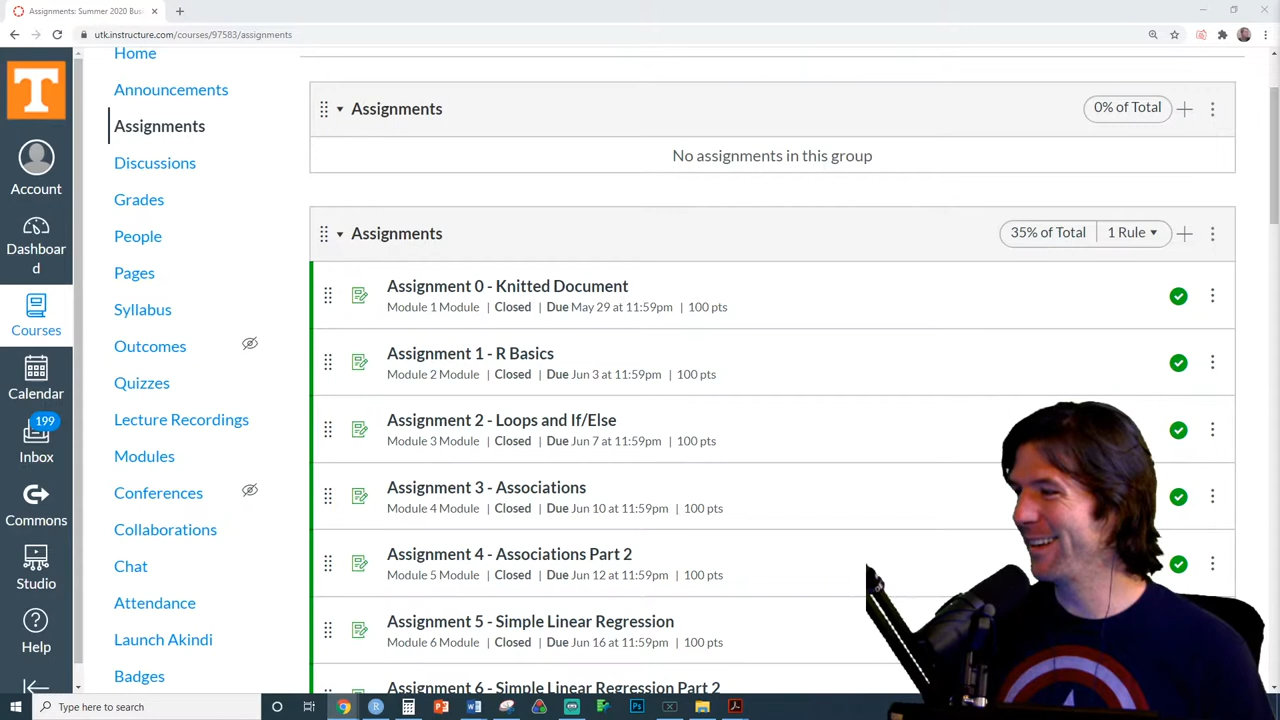 Assignments: Summer 2020 Busi
utk.instructure.com/courses/97583/assignments
T
Account
Dashboar
d
Courses
Calendar
199
Inbox
Commons
Studio
Help
Home
Announcements
Assignments
Discussions
Grades
People
Pages
Syllabus
Outcomes
Quizzes
Lecture Recordings
Modules
Conferences
Collaborations
Chat
Attendance
Launch Akindi
Badges
Assignments
0% of Total
No assignments in this group
Assignments
35% of Total
1 Rule
Assignment 0 - Knitted Document
Module 1 Module | Closed | Due May 29 at 11:59pm | 100 pts
Assignment 1 - R Basics
Module 2 Module | Closed | Due Jun 3 at 11:59pm | 100 pts
Assignment 2 - Loops and If/Else
Module 3 Module | Closed | Due Jun 7 at 11:59pm | 100 pts
Assignment 3 - Associations
Module 4 Module | Closed | Due Jun 10 at 11:59pm | 100 pts
Assignment 4 - Associations Part 2
Module 5 Module | Closed | Due Jun 12 at 11:59pm | 100 pts
Assignment 5 - Simple Linear Regression
Module 6 Module | Closed | Due Jun 16 at 11:59pm | 100 pts
Assignment 6 - Simple Linear Regression Part 2
Type here to search